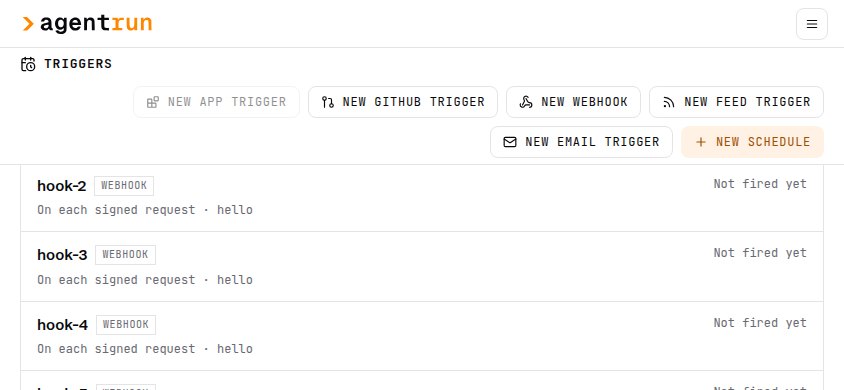 agentrun
TRIGGERS
NEW APP TRIGGER
NEW GITHUB TRIGGER
NEW WEBHOOK
NEW FEED TRIGGER
NEW EMAIL TRIGGER
NEW SCHEDULE
hook-2 WEBHOOK Not fired yet
On each signed request · hello
hook-3 WEBHOOK Not fired yet
On each signed request · hello
hook-4 WEBHOOK Not fired yet
On each signed request · hello